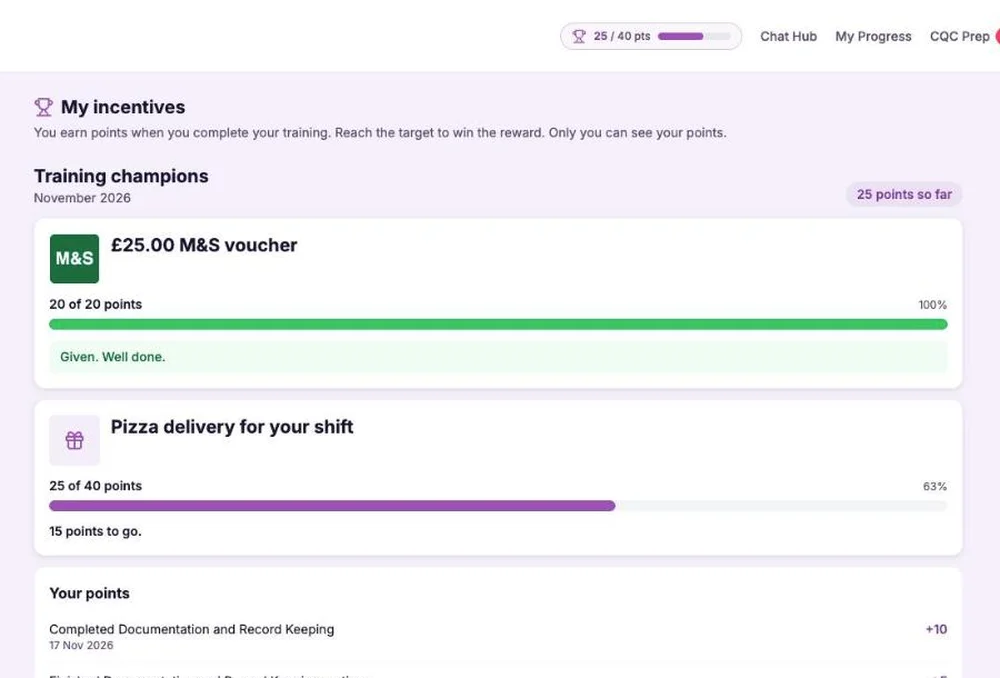 25 / 40 pts
Chat Hub
My Progress
CQC Prep
My incentives
You earn points when you complete your training. Reach the target to win the reward. Only you can see your points.
Training champions
November 2026
25 points so far
M&S
£25.00 M&S voucher
20 of 20 points
100%
Given. Well done.
Pizza delivery for your shift
25 of 40 points
63%
15 points to go.
Your points
Completed Documentation and Record Keeping
+10
17 Nov 2026